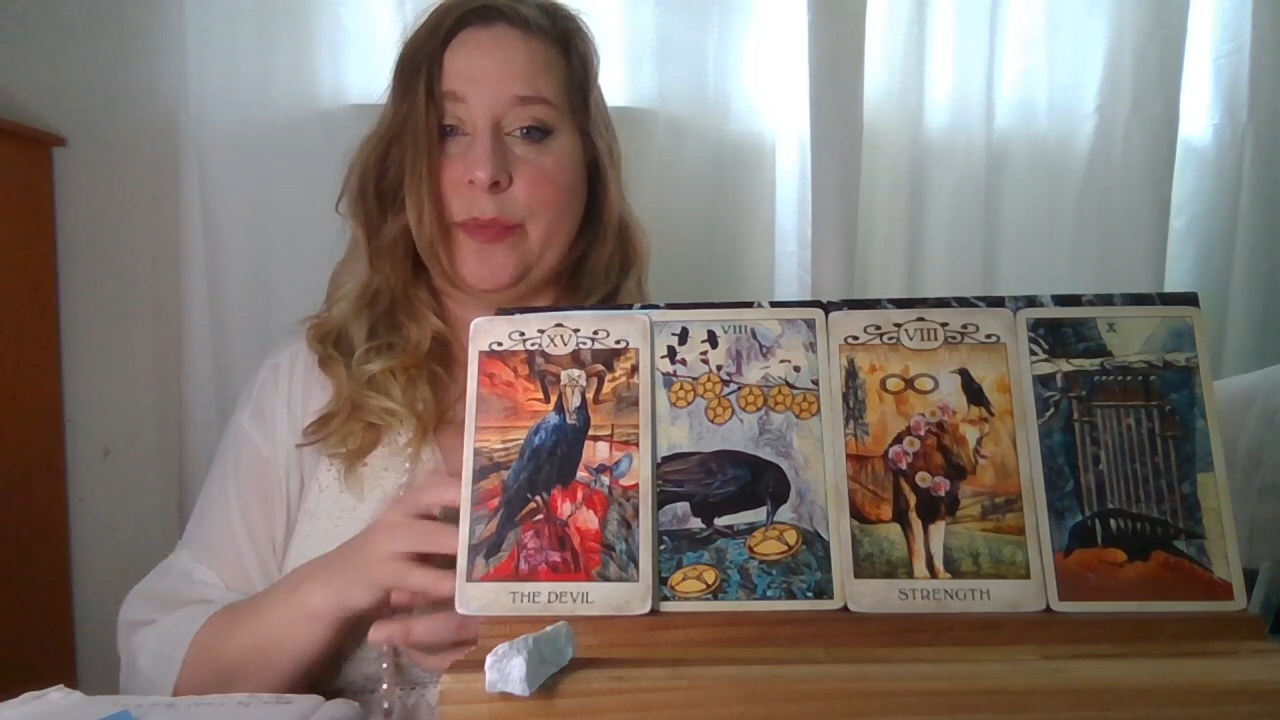 XV
VIII
VIII
X
THE DEVIL
STRENGTH